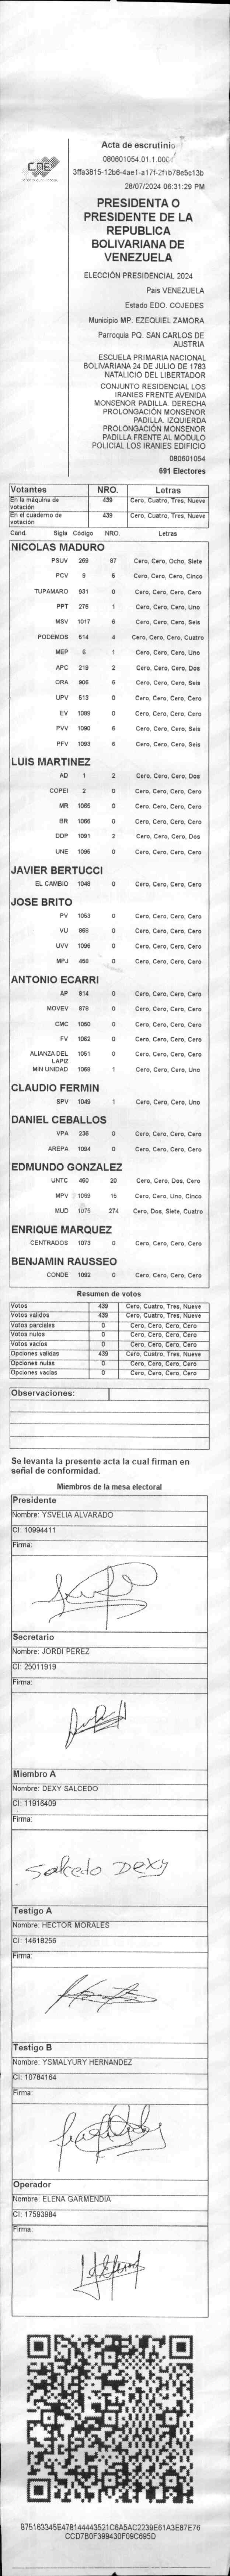 CNE
Acta de escrutinio
080601054.01.1.0001
3ffa3815-12b6-4ae1-a17f-2f1b78e5c13b
28/07/2024 06:31:29 PM
PRESIDENTA O
PRESIDENTE DE LA
REPUBLICA
BOLIVARIANA DE
VENEZUELA
ELECCIÓN PRESIDENCIAL 2024
País VENEZUELA
Estado EDO. COJEDES
Municipio MP. EZEQUIEL ZAMORA
Parroquia PQ. SAN CARLOS DE
AUSTRIA
ESCUELA PRIMARIA NACIONAL
BOLIVARIANA 24 DE JULIO DE 1783
NATALICIO DEL LIBERTADOR
CONJUNTO RESIDENCIAL LOS
IRANIES FRENTE AVENIDA
MONSENOR PADILLA. DERECHA
PROLONGACIÓN MONSENOR
PADILLA. IZQUIERDA
PROLONGACIÓN MONSENOR
PADILLA FRENTE AL MODULO
POLICIAL LOS IRANIES EDIFICIO
080601054
691 Electores
Votantes NRO. Letras
En la máquina de votación 439 Cero, Cuatro, Tres, Nueve
En el cuaderno de votación 439 Cero, Cuatro, Tres, Nueve
Cand. Sigla Código NRO. Letras
NICOLAS MADURO
PSUV 269 87 Cero, Cero, Ocho, Siete
PCV 9 5 Cero, Cero, Cero, Cinco
TUPAMARO 931 0 Cero, Cero, Cero, Cero
PPT 276 1 Cero, Cero, Cero, Uno
MSV 1017 6 Cero, Cero, Cero, Seis
PODEMOS 514 4 Cero, Cero, Cero, Cuatro
MEP 6 1 Cero, Cero, Cero, Uno
APC 219 2 Cero, Cero, Cero, Dos
ORA 906 6 Cero, Cero, Cero, Seis
UPV 513 0 Cero, Cero, Cero, Cero
EV 1089 0 Cero, Cero, Cero, Cero
PVV 1090 6 Cero, Cero, Cero, Seis
PFV 1093 6 Cero, Cero, Cero, Seis
LUIS MARTINEZ
AD 1 2 Cero, Cero, Cero, Dos
COPEI 2 0 Cero, Cero, Cero, Cero
MR 1065 0 Cero, Cero, Cero, Cero
BR 1066 0 Cero, Cero, Cero, Cero
DDP 1091 2 Cero, Cero, Cero, Dos
UNE 1095 0 Cero, Cero, Cero, Cero
JAVIER BERTUCCI
EL CAMBIO 1048 0 Cero, Cero, Cero, Cero
JOSE BRITO
PV 1053 0 Cero, Cero, Cero, Cero
VU 968 0 Cero, Cero, Cero, Cero
UVV 1096 0 Cero, Cero, Cero, Cero
MPJ 468 0 Cero, Cero, Cero, Cero
ANTONIO ECARRI
AP 814 0 Cero, Cero, Cero, Cero
MOVEV 978 0 Cero, Cero, Cero, Cero
CMC 1060 0 Cero, Cero, Cero, Cero
FV 1062 0 Cero, Cero, Cero, Cero
ALIANZA DEL LAPIZ 1051 0 Cero, Cero, Cero, Cero
MIN UNIDAD 1068 1 Cero, Cero, Cero, Uno
CLAUDIO FERMIN
SPV 1049 1 Cero, Cero, Cero, Uno
DANIEL CEBALLOS
VPA 236 0 Cero, Cero, Cero, Cero
AREPA 1094 0 Cero, Cero, Cero, Cero
EDMUNDO GONZALEZ
UNTC 460 20 Cero, Cero, Dos, Cero
MPV 1059 15 Cero, Cero, Uno, Cinco
MUD 1075 274 Cero, Dos, Siete, Cuatro
ENRIQUE MARQUEZ
CENTRADOS 1073 0 Cero, Cero, Cero, Cero
BENJAMIN RAUSSEO
CONDE 1092 0 Cero, Cero, Cero, Cero
Resumen de votos
Votos 439 Cero, Cuatro, Tres, Nueve
Votos validos 439 Cero, Cuatro, Tres, Nueve
Votos parciales 0 Cero, Cero, Cero, Cero
Votos nulos 0 Cero, Cero, Cero, Cero
Votos vacios 0 Cero, Cero, Cero, Cero
Opciones validas 439 Cero, Cuatro, Tres, Nueve
Opciones nulas 0 Cero, Cero, Cero, Cero
Opciones vacias 0 Cero, Cero, Cero, Cero
Observaciones:
Se levanta la presente acta la cual firman en
señal de conformidad.
Miembros de la mesa electoral
Presidente
Nombre: YSVELIA ALVARADO
CI: 10994411
Firma:
Secretario
Nombre: JORDI PEREZ
CI: 25011919
Firma:
Miembro A
Nombre: DEXY SALCEDO
CI: 11916409
Firma:
Salcedo Dexy
Testigo A
Nombre: HECTOR MORALES
CI: 14618256
Firma:
Testigo B
Nombre: YSMALYURY HERNANDEZ
CI: 10784164
Firma:
Operador
Nombre: ELENA GARMENDIA
CI: 17593984
Firma:
875163345E478144443521C6A5AC2239E61A3E87E76
CCD7B0F399430F09C695D